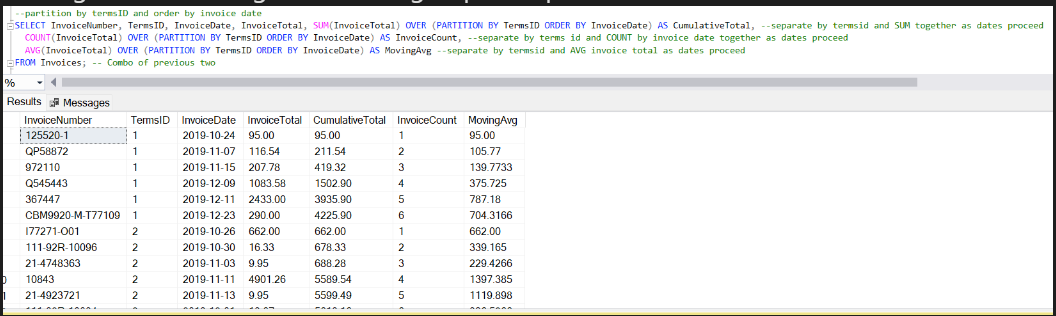 --partition by termsID and order by invoice date
SELECT InvoiceNumber, TermsID, InvoiceDate, InvoiceTotal, SUM(InvoiceTotal) OVER (PARTITION BY TermsID ORDER BY InvoiceDate) AS CumulativeTotal, --separate by termsid and SUM together as dates proceed
COUNT(InvoiceTotal) OVER (PARTITION BY TermsID ORDER BY InvoiceDate) AS InvoiceCount, --separate by terms id and COUNT by invoice date together as dates proceed
AVG(InvoiceTotal) OVER (PARTITION BY TermsID ORDER BY InvoiceDate) AS MovingAvg --separate by termsid and AVG invoice total as dates proceed
FROM Invoices; -- Combo of previous two
%
Results Messages
InvoiceNumber TermsID InvoiceDate InvoiceTotal CumulativeTotal InvoiceCount MovingAvg
125520-1 1 2019-10-24 95.00 95.00 1 95.00
QP58872 1 2019-11-07 116.54 211.54 2 105.77
972110 1 2019-11-15 207.78 419.32 3 139.7733
Q545443 1 2019-12-09 1083.58 1502.90 4 375.725
367447 1 2019-12-11 2433.00 3935.90 5 787.18
CBM9920-M-T77109 1 2019-12-23 290.00 4225.90 6 704.3166
I77271-O01 2 2019-10-26 662.00 662.00 1 662.00
111-92R-10096 2 2019-10-30 16.33 678.33 2 339.165
21-4748363 2 2019-11-03 9.95 688.28 3 229.4266
0 10843 2 2019-11-11 4901.26 5589.54 4 1397.385
1 21-4923721 2 2019-11-13 9.95 5599.49 5 1119.898